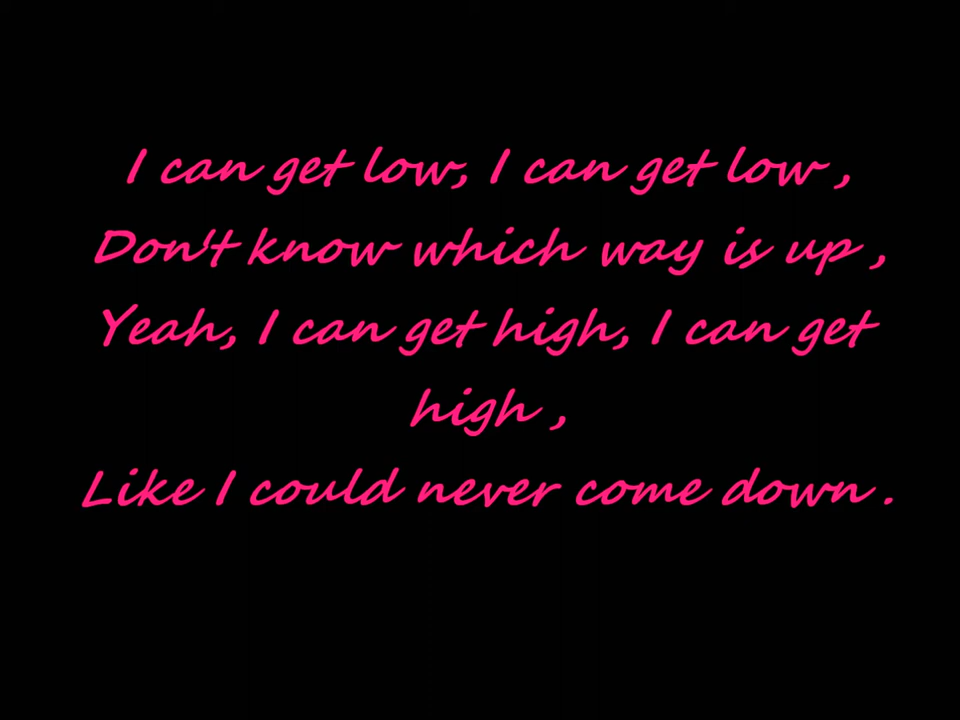 I can get low, I can get low ,
Don't know which way is up ,
Yeah, I can get high, I can get
high ,
Like I could never come down .